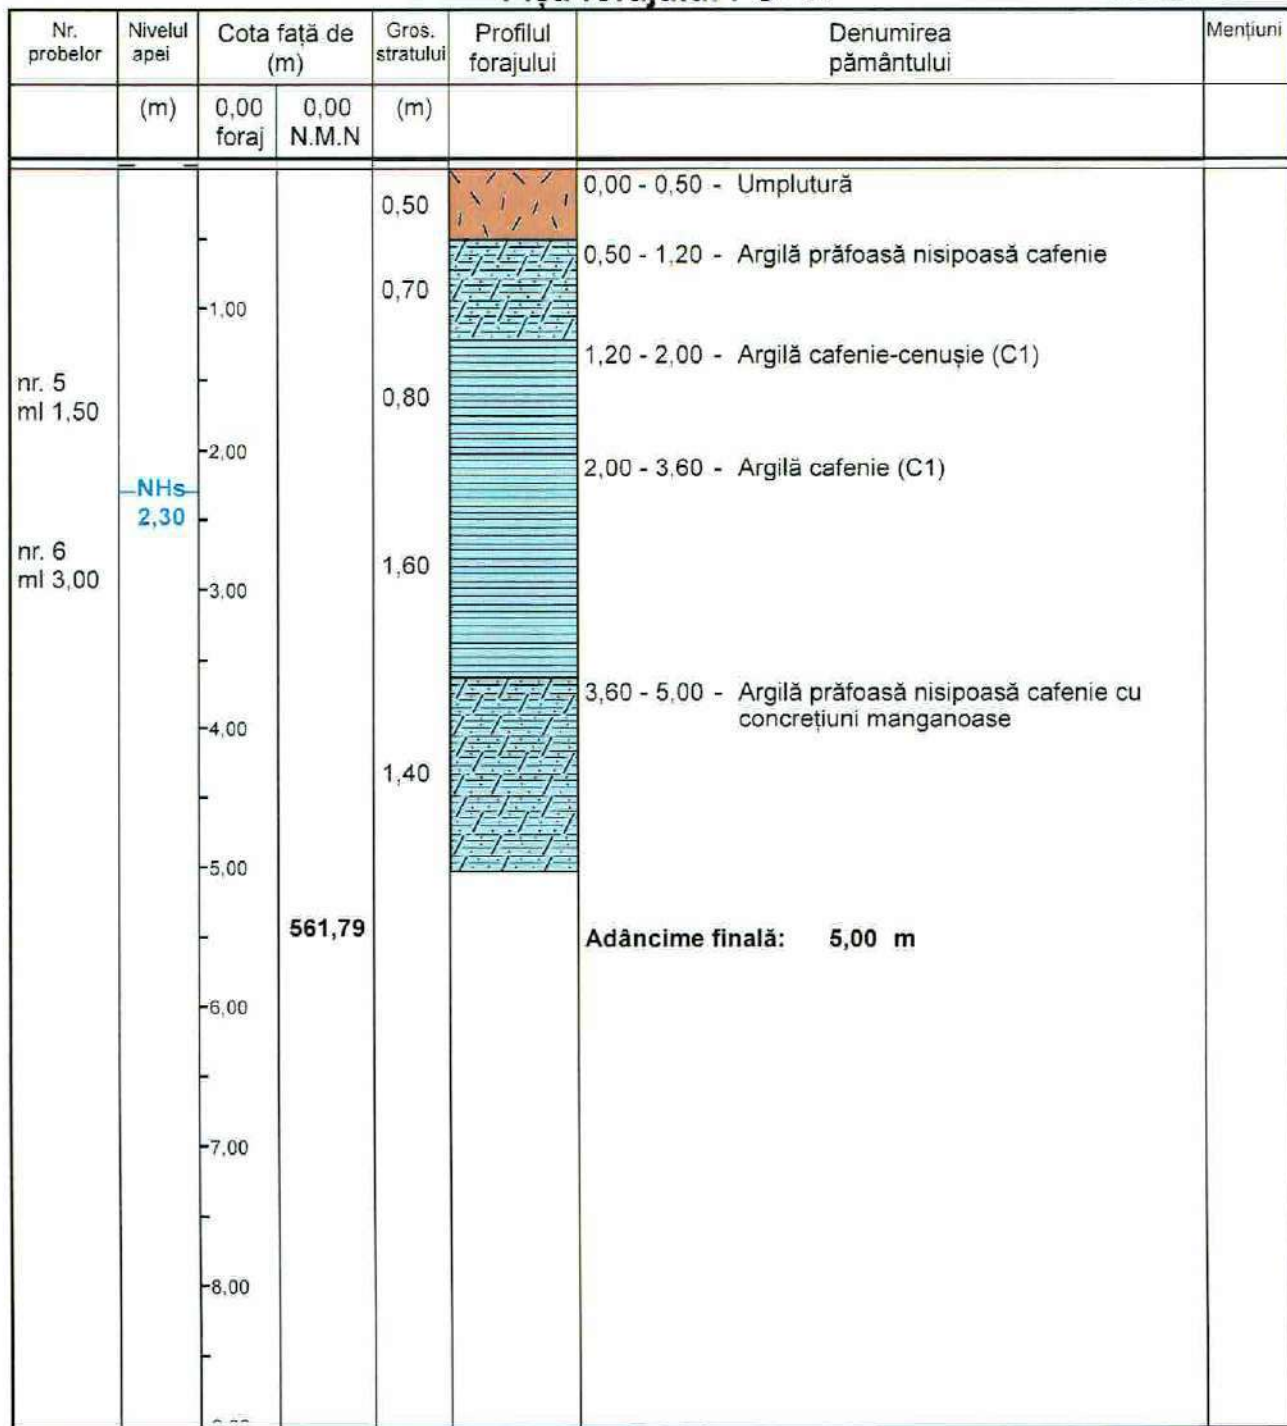 Nr. probelor
Nivelul apei
Cota față de (m)
Gros. stratului
Profilul forajului
Denumirea pământului
Mențiuni
(m)
0,00 foraj
0,00 N.M.N
(m)
0,50
0,00 - 0,50 - Umplutură
0,70
0,50 - 1,20 - Argilă prăfoasă nisipoasă cafenie
1,00
1,20 - 2,00 - Argilă cafenie-cenușie (C1)
nr. 5
ml 1,50
0,80
2,00
2,00 - 3,60 - Argilă cafenie (C1)
NHs
2,30
nr. 6
ml 3,00
1,60
3,00
3,60 - 5,00 - Argilă prăfoasă nisipoasă cafenie cu
concrețiuni manganoase
4,00
1,40
5,00
561,79
Adâncime finală: 5,00 m
6,00
7,00
8,00